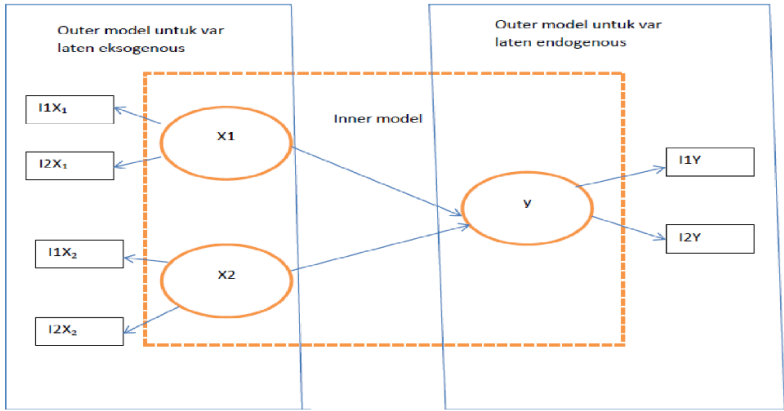 Outer model untuk var
laten eksogenous
Outer model untuk var
laten endogenous
I1X₁
X1
Inner model
I2X₁
I1Y
y
I2Y
I1X₂
X2
I2X₂